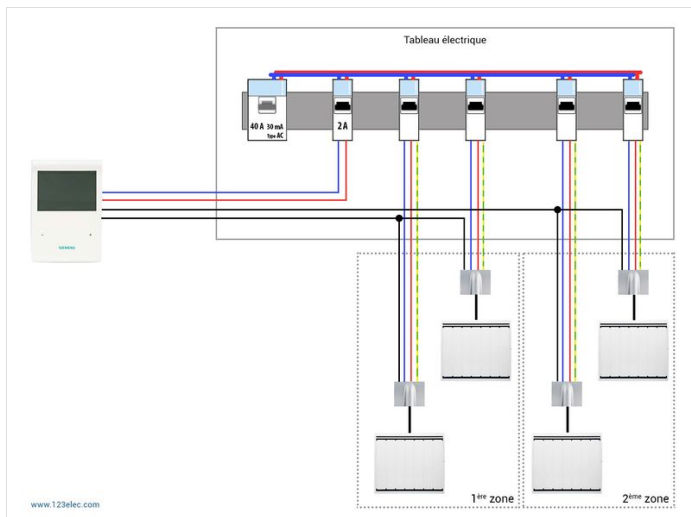 Tableau électrique
40 A 30 mA
type AC
2 A
SIEMENS
1ère zone
2ème zone
www.123elec.com